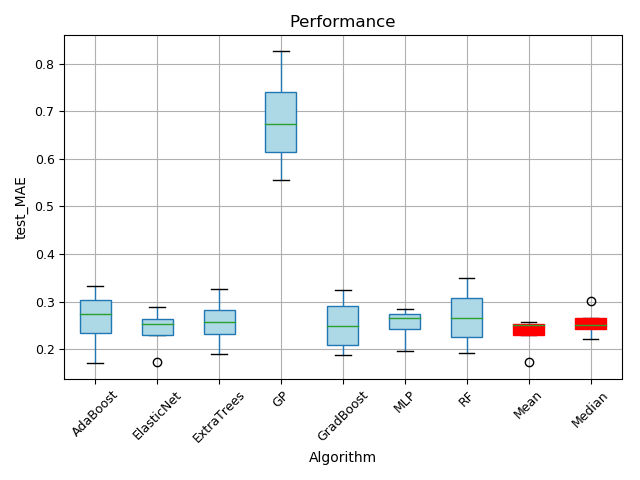 Performance
test_MAE
0.8
0.7
0.6
0.5
0.4
0.3
0.2
AdaBoost
ElasticNet
ExtraTrees
GP
GradBoost
MLP
RF
Mean
Median
Algorithm